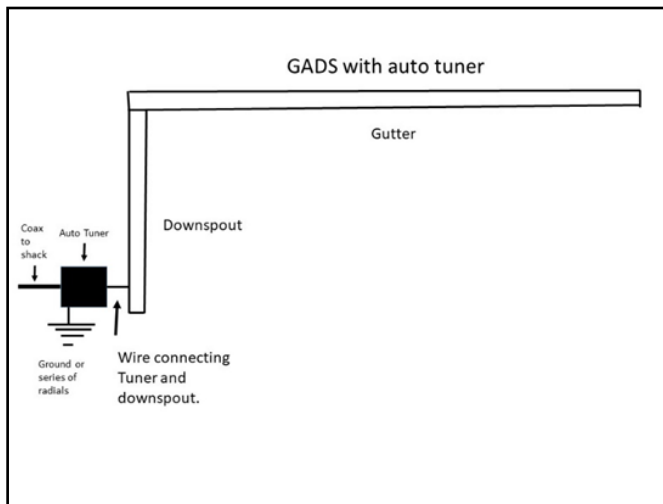 GADS with auto tuner
Gutter
Downspout
Coax
to
shack
Auto Tuner
Ground or
series of
radials
Wire connecting
Tuner and
downspout.